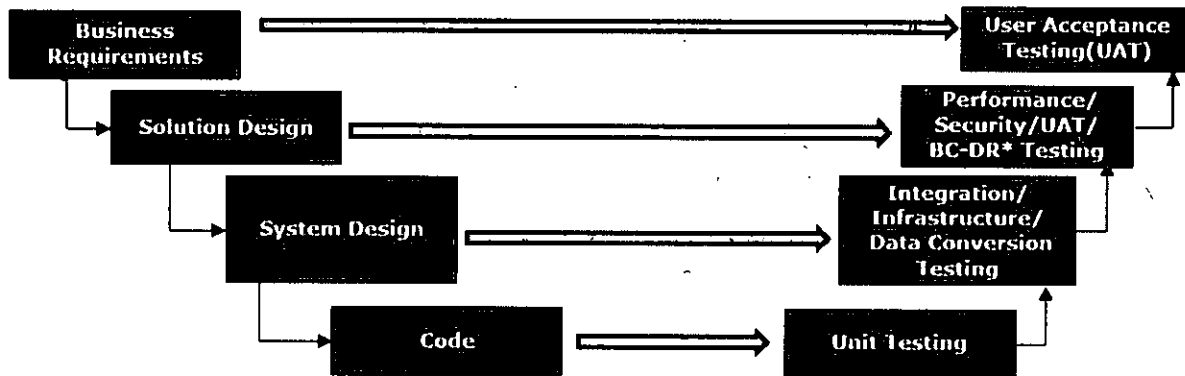 Business
Requirements
User Acceptance
Testing(UAT)
Solution Design
Performance/
Security/UAT/
BC-DR* Testing
System Design
Integration/
Infrastructure/
Data Conversion
Testing
Code
Unit Testing